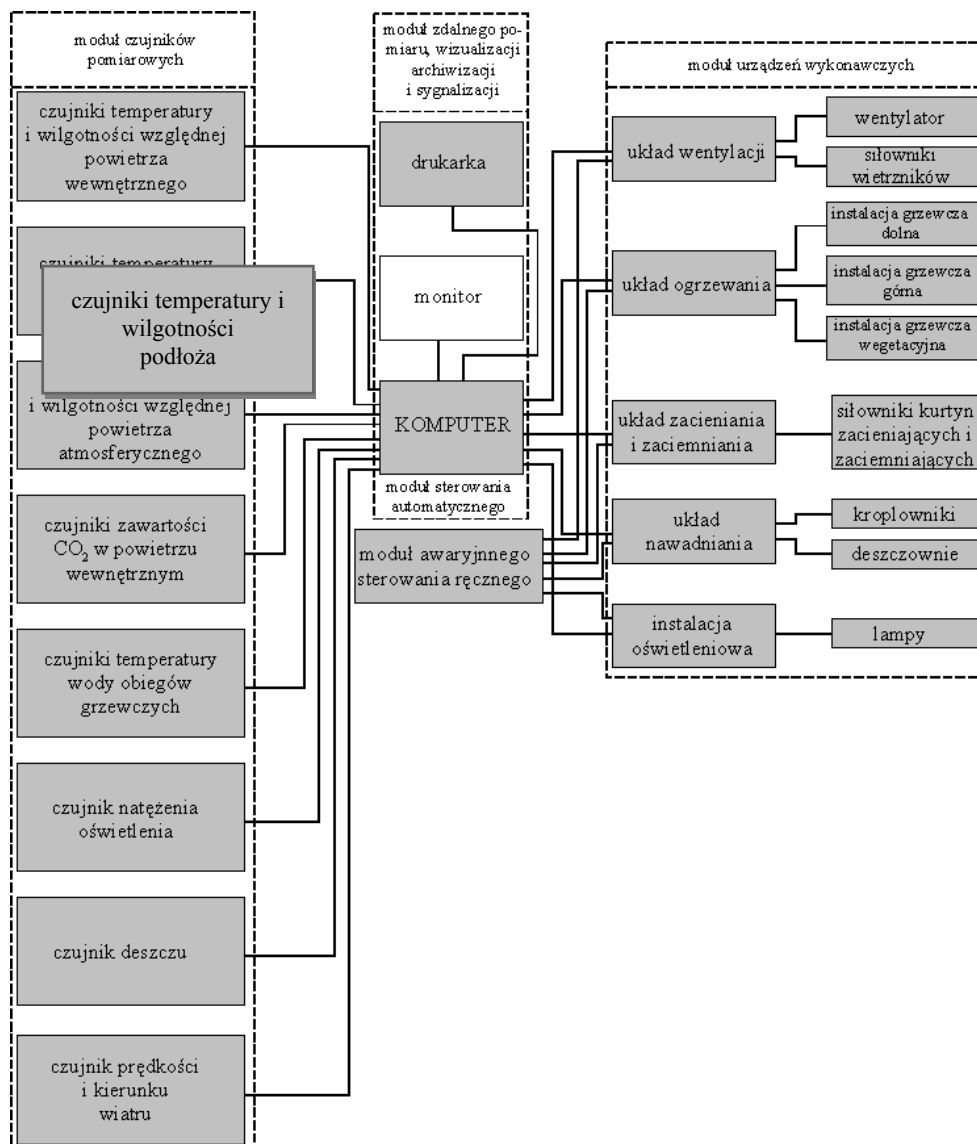 moduł czujników
pomiarowych
czujniki temperatury
i wilgotności względnej
powietrza
wewnętrznego
czujniki temperatury
czujniki temperatury i
wilgotności
podłoża
i wilgotności względnej
powietrza
atmosferycznego
czujniki zawartości
CO2 w powietrzu
wewnętrznym
czujniki temperatury
wody obiegów
grzewczych
czujnik natężenia
oświetlenia
czujnik deszczu
czujnik prędkości
i kierunku
wiatru
moduł zdalnego po-
miaru, wizualizacji
archiwizacji
i sygnalizacji
drukarka
monitor
KOMPUTER
moduł sterowania
automatycznego
moduł awaryjnnego
sterowania ręcznego
moduł urządzeń wykonawczych
układ wentylacji
wentylator
siłowniki
wietrzników
układ ogrzewania
instalacja grzewcza
dolna
instalacja grzewcza
górna
instalacja grzewcza
wegetacyjna
układ zacieniania
i zaciemniania
siłowniki kurtyn
zacieniających i
zaciemniających
układ
nawadniania
kroplowniki
deszczownie
instalacja
oświetleniowa
lampy